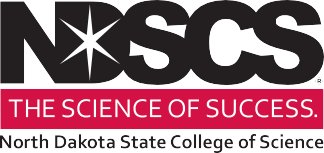 NDSCS®
THE SCIENCE OF SUCCESS.
North Dakota State College of Science